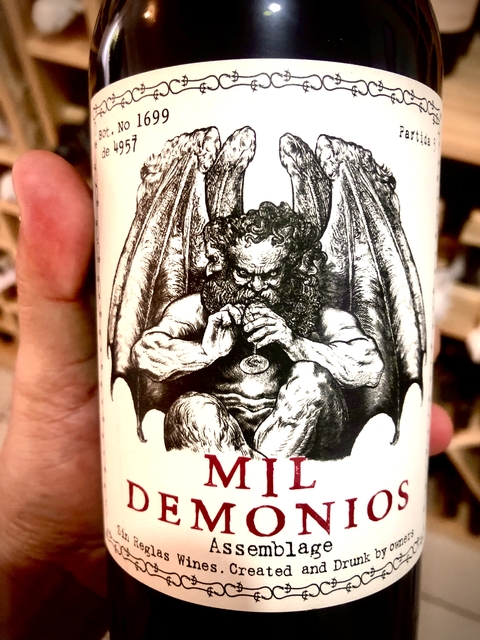 Bot. No 1699
de 4957
Partida
MIL
DEMONIOS
Assemblage
Sin Reglas Wines. Created and Drunk by owners